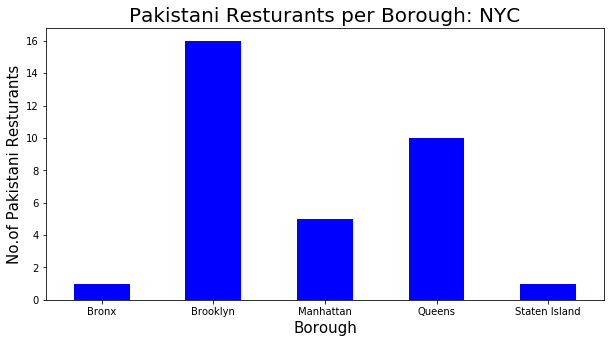 Pakistani Resturants per Borough: NYC
No.of Pakistani Resturants
16
14
12
10
8
6
4
2
0
Bronx Brooklyn Manhattan Queens Staten Island
Borough